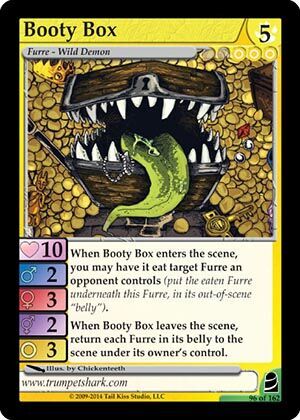 Booty Box
5
Furre - Wild Demon
10
2
3
2
3
When Booty Box enters the scene,
you may have it eat target Furre an
opponent controls (put the eaten Furre
underneath this Furre, in its out-of-scene
"belly").
When Booty Box leaves the scene,
return each Furre in its belly to the
scene under its owner's control.
Illus. by Chickenteeth
www.trumpetshark.com
96 of 162
©2009-2014 Tail Kiss Studio, LLC